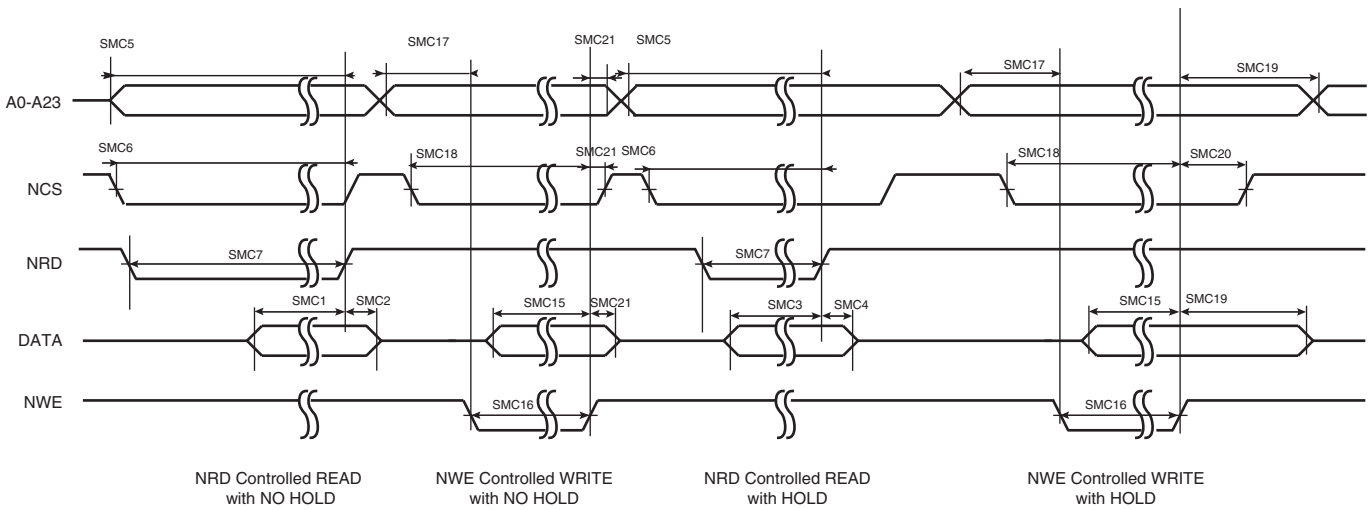 SMC5 SMC17 SMC21 SMC5 SMC17 SMC19
A0-A23
SMC6 SMC18 SMC21 SMC6 SMC18 SMC20
NCS
NRD SMC7 SMC7
SMC1 SMC2 SMC15 SMC21 SMC3 SMC4 SMC15 SMC19
DATA
NWE SMC16 SMC16
NRD Controlled READ NWE Controlled WRITE NRD Controlled READ NWE Controlled WRITE
with NO HOLD with NO HOLD with HOLD with HOLD